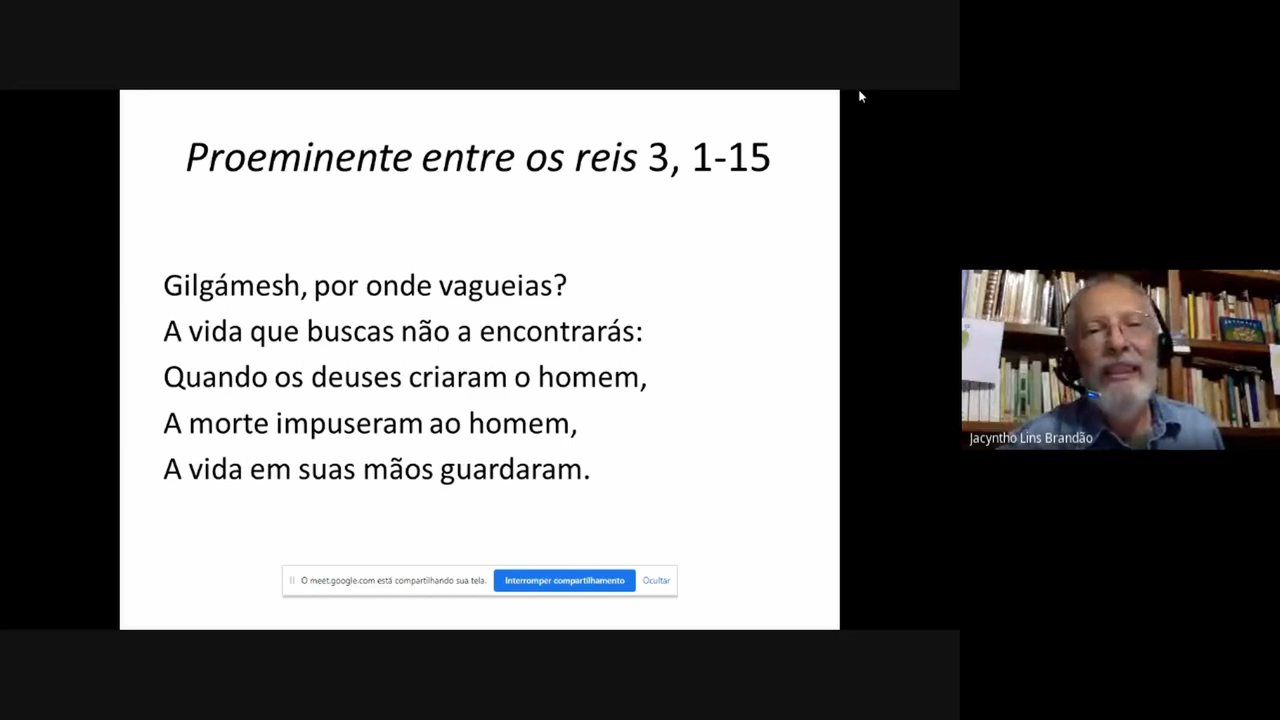 Proeminente entre os reis 3, 1-15
Gilgámesh, por onde vagueias?
A vida que buscas não a encontrarás:
Quando os deuses criaram o homem,
A morte impuseram ao homem,
A vida em suas mãos guardaram.
O meet.google.com está compartilhando sua tela. Interromper compartilhamento Ocultar
Jacyntho Lins Brandão